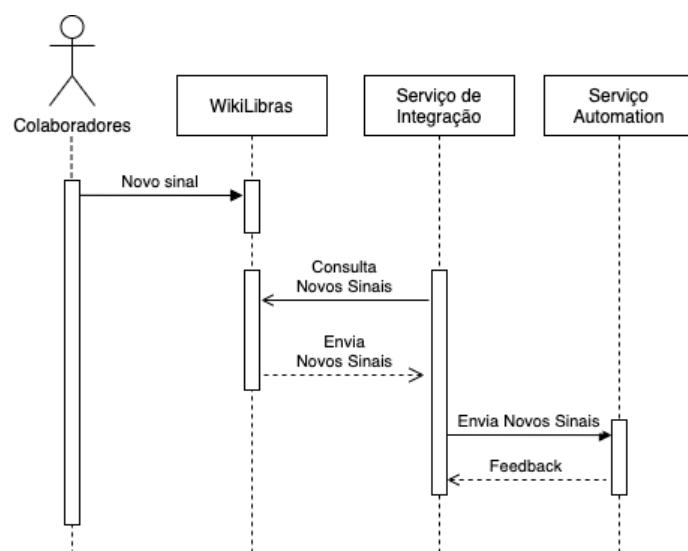 Colaboradores
WikiLibras
Serviço de
Integração
Serviço
Automation
Novo sinal
Consulta
Novos Sinais
Envia
Novos Sinais
Envia Novos Sinais
Feedback